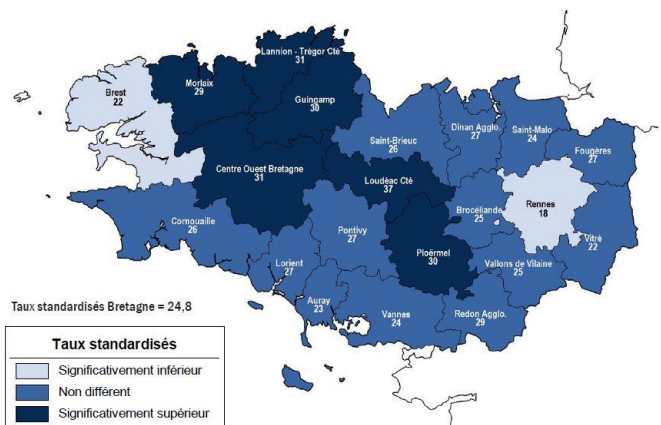 Lannion - Trégor Cté
31
Morlaix
29
Brest
22
Guingamp
30
Saint-Brieuc
26
Dinan Agglo.
27
Saint-Malo
24
Fougères
27
Centre Ouest Bretagne
31
Loudéac Cté
37
Rennes
18
Brocéliande
25
Cornouaille
26
Pontivy
27
Vitré
22
Ploërmel
30
Lorient
27
Vallons de Vilaine
25
Auray
23
Vannes
24
Redon Agglo.
29
Taux standardisés Bretagne = 24,8
Taux standardisés
Significativement inférieur
Non différent
Significativement supérieur